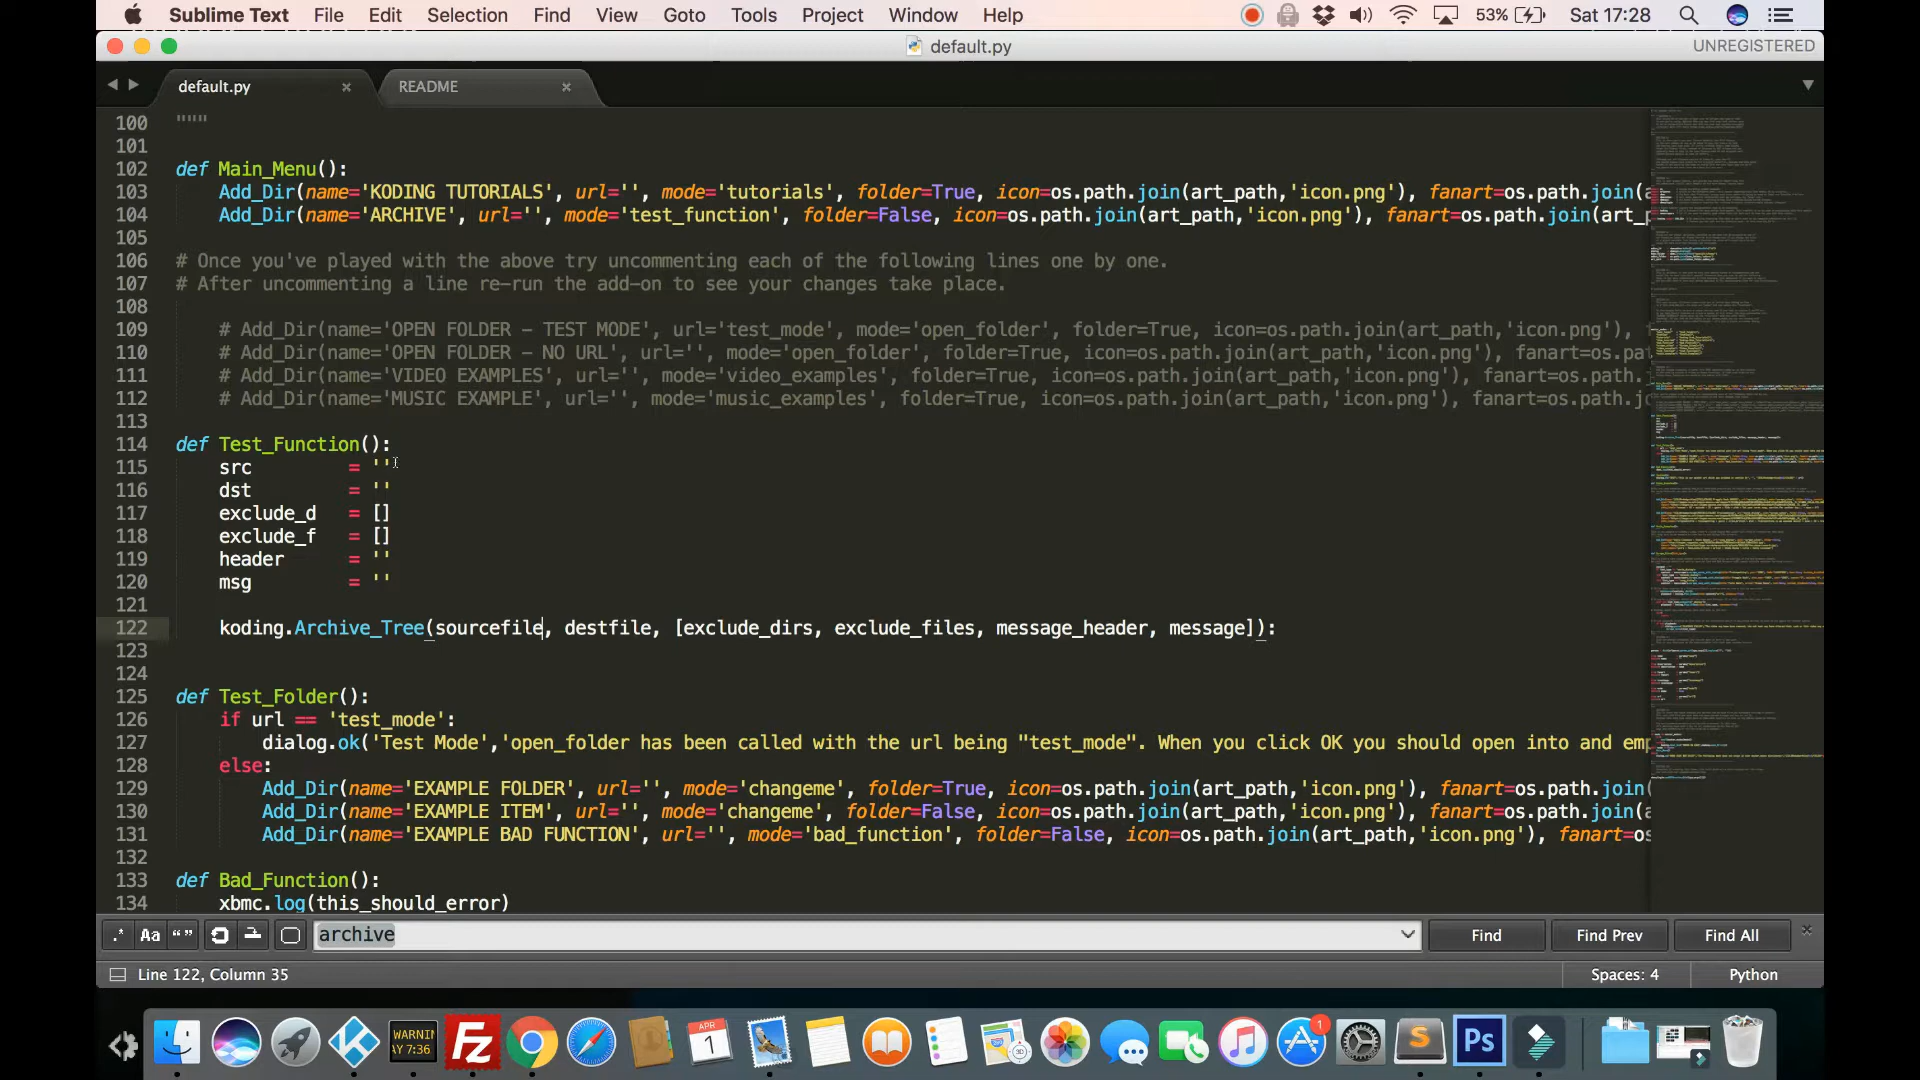 Sublime Text File Edit Selection Find View Goto Tools Project Window Help 53% Sat 17:28
default.py UNREGISTERED
default.py × README ×
100 """
101
102 def Main_Menu():
103 Add_Dir(name='KODING TUTORIALS', url='', mode='tutorials', folder=True, icon=os.path.join(art_path,'icon.png'), fanart=os.path.join(a
104 Add_Dir(name='ARCHIVE', url='', mode='test_function', folder=False, icon=os.path.join(art_path,'icon.png'), fanart=os.path.join(art_p
105
106 # Once you've played with the above try uncommenting each of the following lines one by one.
107 # After uncommenting a line re-run the add-on to see your changes take place.
108
109 # Add_Dir(name='OPEN FOLDER - TEST MODE', url='test_mode', mode='open_folder', folder=True, icon=os.path.join(art_path,'icon.png'), f
110 # Add_Dir(name='OPEN FOLDER - NO URL', url='', mode='open_folder', folder=True, icon=os.path.join(art_path,'icon.png'), fanart=os.pat
111 # Add_Dir(name='VIDEO EXAMPLES', url='', mode='video_examples', folder=True, icon=os.path.join(art_path,'icon.png'), fanart=os.path.j
112 # Add_Dir(name='MUSIC EXAMPLE', url='', mode='music_examples', folder=True, icon=os.path.join(art_path,'icon.png'), fanart=os.path.jo
113
114 def Test_Function():
115 src = ''
116 dst = ''
117 exclude_d = []
118 exclude_f = []
119 header = ''
120 msg = ''
121
122 koding.Archive_Tree(sourcefile, destfile, [exclude_dirs, exclude_files, message_header, message]):
123
124
125 def Test_Folder():
126 if url == 'test_mode':
127 dialog.ok('Test Mode','open_folder has been called with the url being "test_mode". When you click OK you should open into and emp
128 else:
129 Add_Dir(name='EXAMPLE FOLDER', url='', mode='changeme', folder=True, icon=os.path.join(art_path,'icon.png'), fanart=os.path.join(
130 Add_Dir(name='EXAMPLE ITEM', url='', mode='changeme', folder=False, icon=os.path.join(art_path,'icon.png'), fanart=os.path.join(a
131 Add_Dir(name='EXAMPLE BAD FUNCTION', url='', mode='bad_function', folder=False, icon=os.path.join(art_path,'icon.png'), fanart=os
132
133 def Bad_Function():
134 xbmc.log(this_should_error)
.* Aa “” archive Find Find Prev Find All ×
Line 122, Column 35 Spaces: 4 Python
WARNIN
AY 7:36
Fz
APR
1
3D
1
S
Ps